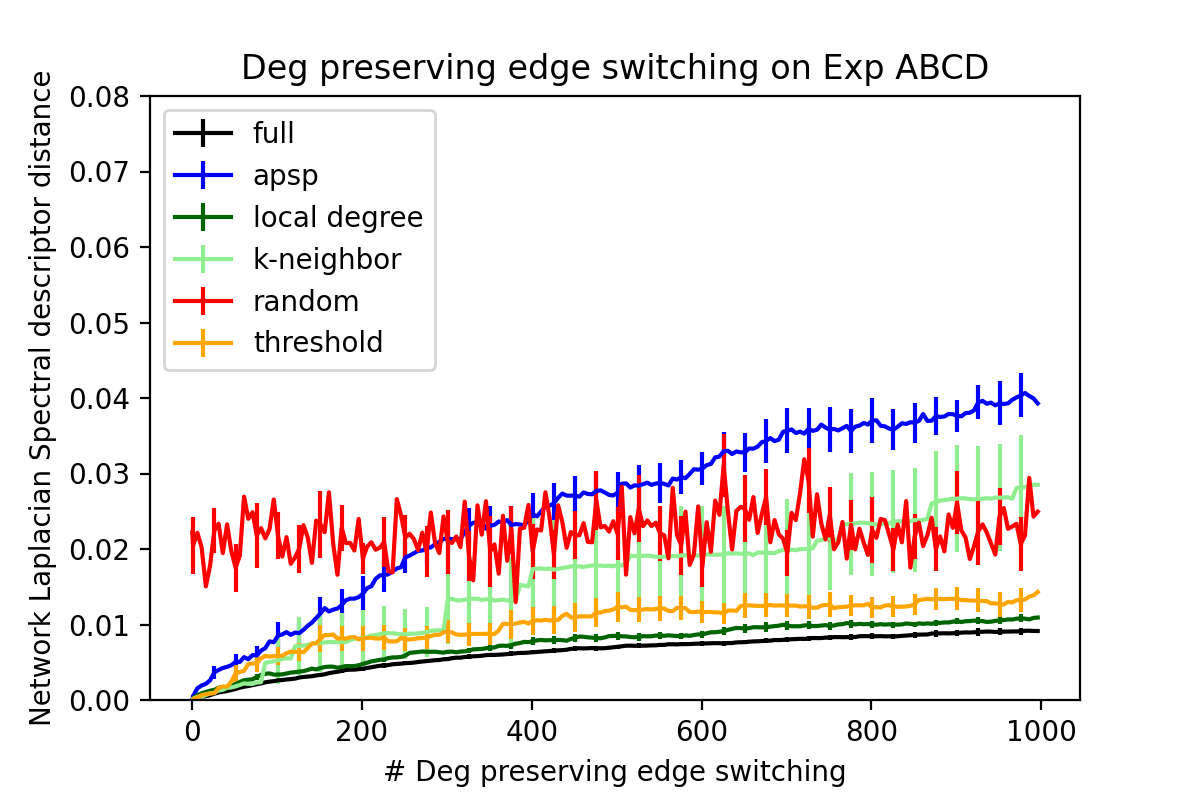 Deg preserving edge switching on Exp ABCD
Network Laplacian Spectral descriptor distance
0.08
0.07
0.06
0.05
0.04
0.03
0.02
0.01
0.00
full
apsp
local degree
k-neighbor
random
threshold
0 200 400 600 800 1000
# Deg preserving edge switching